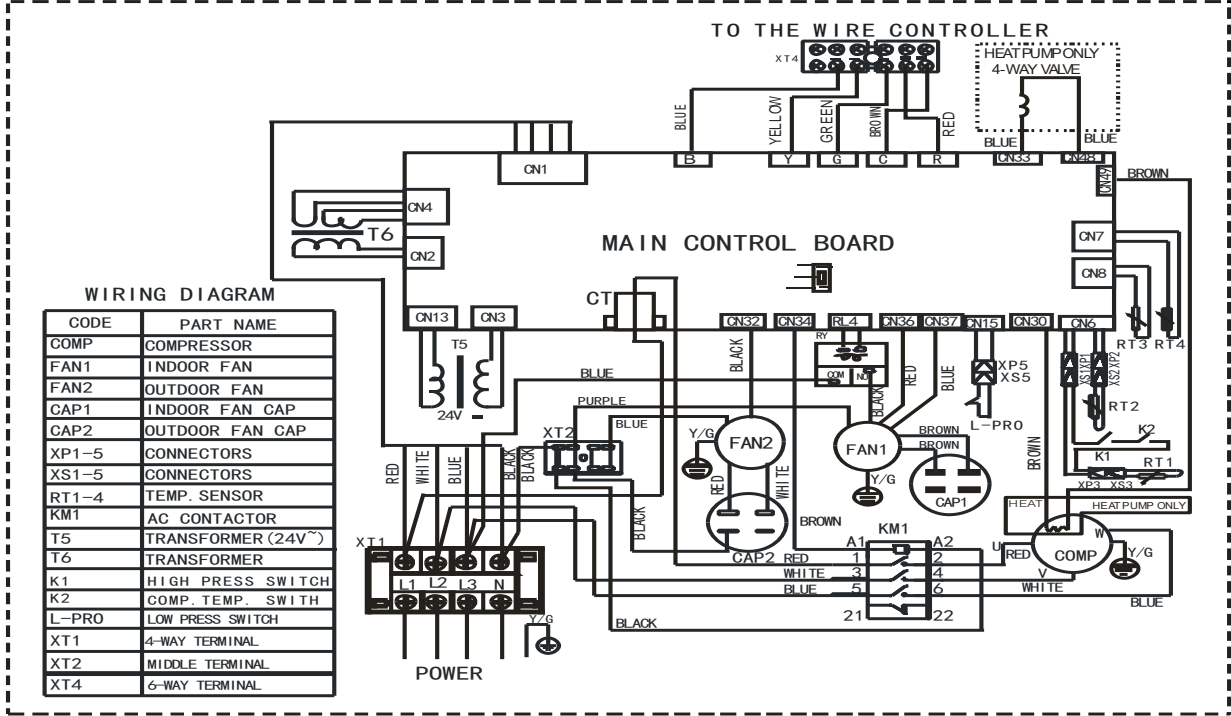 TO THE WIRE CONTROLLER
XT4
HEAT PUMP ONLY
4-WAY VALVE
BLUE
YELLOW
GREEN
BROWN
RED
BLUE
BLUE
CN1
B
Y
G
C
R
CN33
CN48
CN49
BROWN
CN4
T6
CN2
MAIN CONTROL BOARD
CN7
CN8
CT
CN13
CN3
CN32
CN34
RL4
CN36
CN37
CN15
CN30
CN6
RT3
RT4
T5
24V
BLUE
BLACK
RY
COM
NO
RED
BLUE
BLACK
XP5
XS5
L-PRO
XS1XP1
XS2XP2
RT2
K2
K1
RT1
XP3
XS3
PURPLE
BLUE
XT2
Y/G
FAN2
FAN1
Y/G
BROWN
BROWN
CAP1
BROWN
RED
WHITE
BLUE
BLACK
BLACK
BLACK
RED
WHITE
CAP2
BROWN
HEAT
HEAT PUMP ONLY
KM1
A1
A2
RED
1
2
WHITE
3
4
BLUE
5
6
21
22
BLACK
U
RED
V
WHITE
W
COMP
Y/G
BLUE
XT1
L1
L2
L3
N
Y/G
POWER
WIRING DIAGRAM
CODE PART NAME
COMP COMPRESSOR
FAN1 INDOOR FAN
FAN2 OUTDOOR FAN
CAP1 INDOOR FAN CAP
CAP2 OUTDOOR FAN CAP
XP1-5 CONNECTORS
XS1-5 CONNECTORS
RT1-4 TEMP. SENSOR
KM1 AC CONTACTOR
T5 TRANSFORMER(24V~)
T6 TRANSFORMER
K1 HIGH PRESS SWITCH
K2 COMP. TEMP. SWITH
L-PRO LOW PRESS SWITCH
XT1 4-WAY TERMINAL
XT2 MIDDLE TERMINAL
XT4 6-WAY TERMINAL